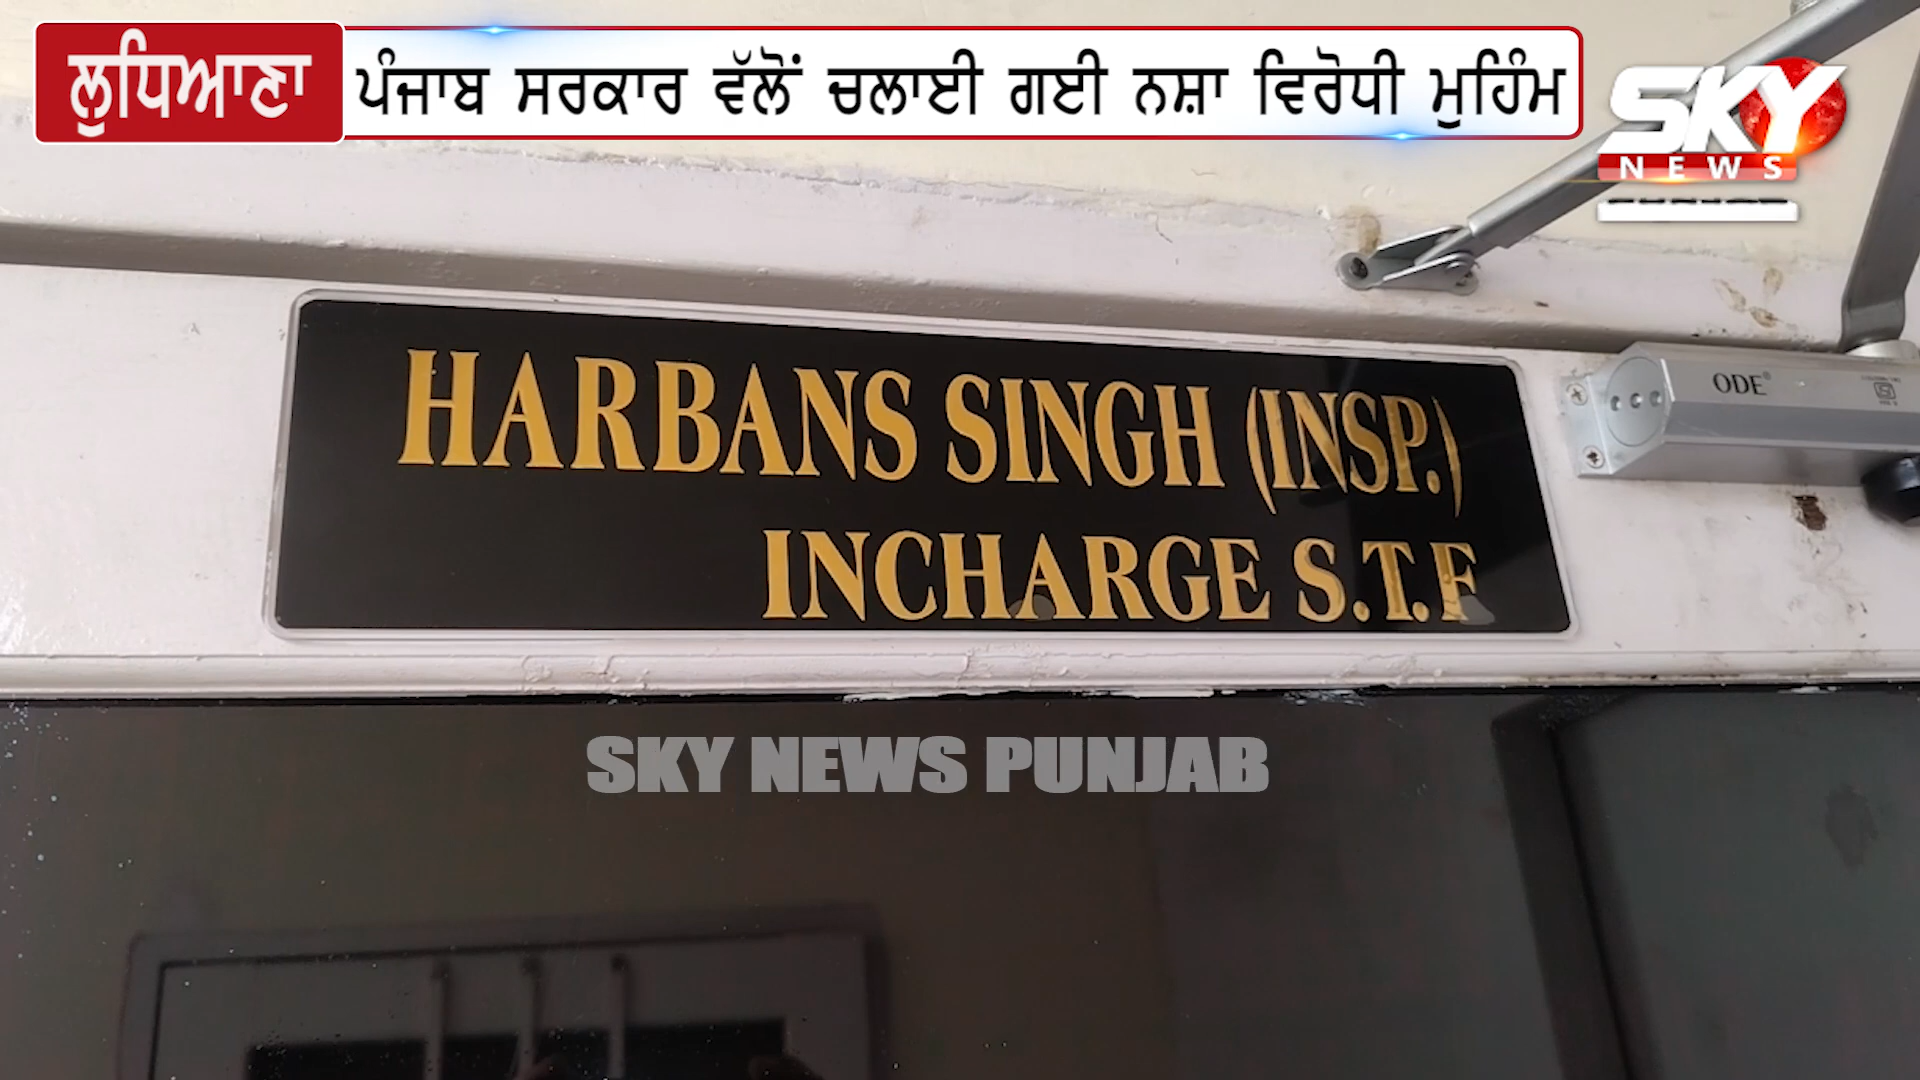 ਲੁਧਿਆਣਾ ਪੰਜਾਬ ਸਰਕਾਰ ਵੱਲੋਂ ਚਲਾਈ ਗਈ ਨਸ਼ਾ ਵਿਰੋਧੀ ਮੁਹਿੰਮ
SKY
NEWS
HARBANS SINGH (INSP.)
INCHARGE S.T.F
ODE
SKY NEWS PUNJAB